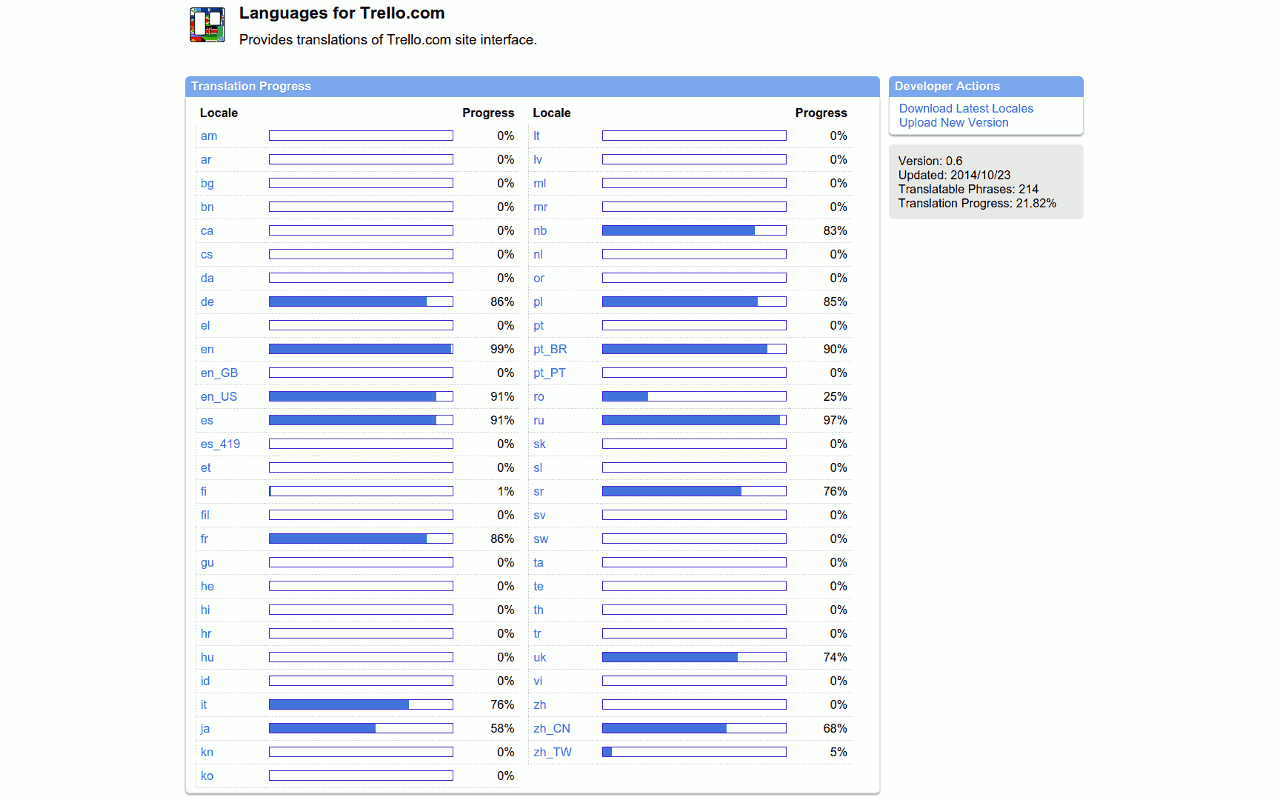 Languages for Trello.com
Provides translations of Trello.com site interface.
Translation Progress
Locale Progress Locale Progress
am 0% lt 0%
ar 0% lv 0%
bg 0% ml 0%
bn 0% mr 0%
ca 0% nb 83%
cs 0% nl 0%
da 0% or 0%
de 86% pl 85%
el 0% pt 0%
en 99% pt_BR 90%
en_GB 0% pt_PT 0%
en_US 91% ro 25%
es 91% ru 97%
es_419 0% sk 0%
et 0% sl 0%
fi 1% sr 76%
fil 0% sv 0%
fr 86% sw 0%
gu 0% ta 0%
he 0% te 0%
hi 0% th 0%
hr 0% tr 0%
hu 0% uk 74%
id 0% vi 0%
it 76% zh 0%
ja 58% zh_CN 68%
kn 0% zh_TW 5%
ko 0%
Developer Actions
Download Latest Locales
Upload New Version
Version: 0.6
Updated: 2014/10/23
Translatable Phrases: 214
Translation Progress: 21.82%